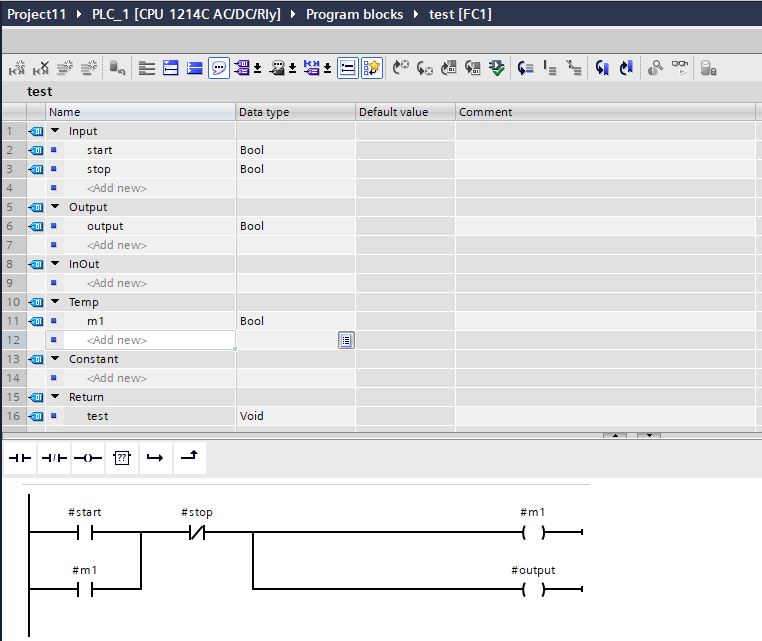 Project11 ▸ PLC_1 [CPU 1214C AC/DC/Rly] ▸ Program blocks ▸ test [FC1]
test
Name Data type Default value Comment
1 Input
2 start Bool
3 stop Bool
4 <Add new>
5 Output
6 output Bool
7 <Add new>
8 InOut
9 <Add new>
10 Temp
11 m1 Bool
12 <Add new>
13 Constant
14 <Add new>
15 Return
16 test Void
??
#start #stop #m1
#m1 #output